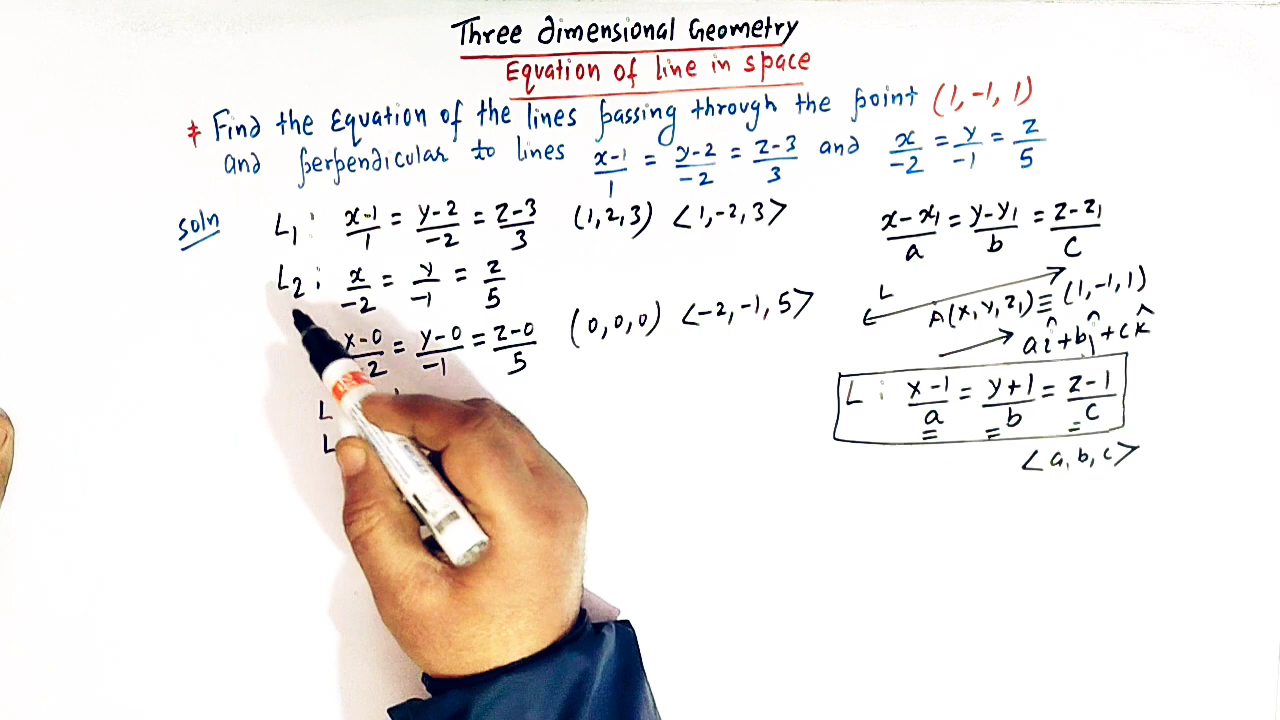 Three dimensional Geometry
Equation of line in space
* Find the Equation of the lines passing through the point (1, -1, 1)
and perpendicular to lines (x-1)/1 = (y-2)/-2 = (z-3)/3 and x/-2 = y/-1 = z/5
soln
L₁ : (x-1)/1 = (y-2)/-2 = (z-3)/3 (1,2,3) <1,-2,3>
L₂ : x/-2 = y/-1 = z/5
x-0/-2 = (y-0)/-1 = (z-0)/5 (0,0,0) <-2,-1,5>
L
L
(x-x₁)/a = (y-y₁)/b = (z-z₁)/c
L
A(x,y,z₁) ≡ (1,-1,1)
aî+bĵ+ck̂
L : (x-1)/a = (y+1)/b = (z-1)/c
<a,b,c>